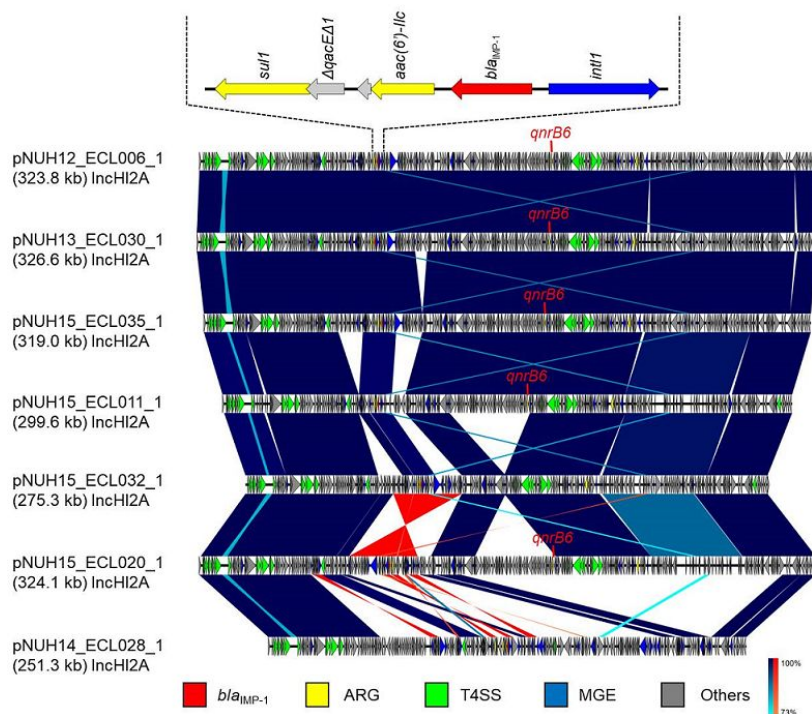 sul1
ΔqacEΔ1
aac(6')-IIc
blaIMP-1
intI1
qnrB6
pNUH12_ECL006_1
(323.8 kb) IncHI2A
qnrB6
pNUH13_ECL030_1
(326.6 kb) IncHI2A
qnrB6
pNUH15_ECL035_1
(319.0 kb) IncHI2A
qnrB6
pNUH15_ECL011_1
(299.6 kb) IncHI2A
pNUH15_ECL032_1
(275.3 kb) IncHI2A
qnrB6
pNUH15_ECL020_1
(324.1 kb) IncHI2A
pNUH14_ECL028_1
(251.3 kb) IncHI2A
blaIMP-1 ARG T4SS MGE Others
100%
73%